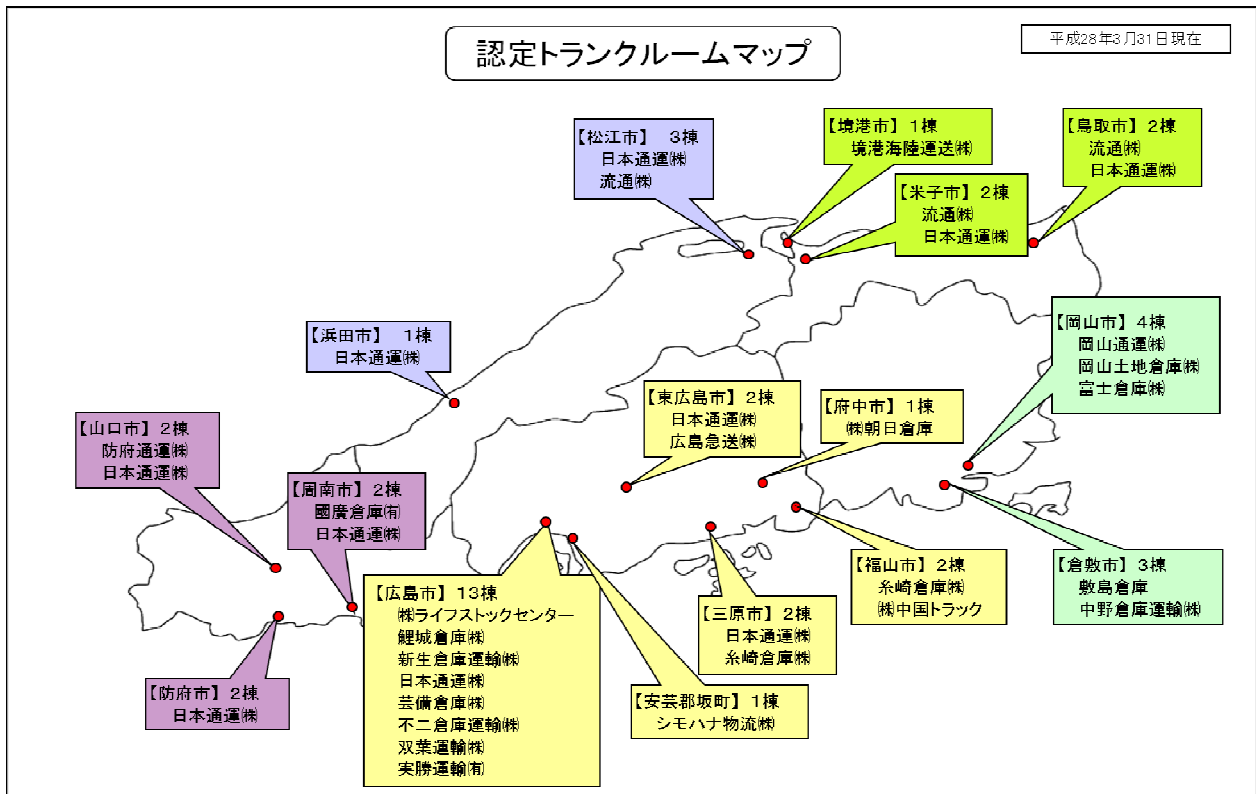 認定トランクルームマップ
平成28年3月31日現在
【松江市】　3棟
日本通運㈱
流通㈱
【境港市】 1棟
境港海陸運送㈱
【鳥取市】 2棟
流通㈱
日本通運㈱
【米子市】 2棟
流通㈱
日本通運㈱
【浜田市】　1棟
日本通運㈱
【岡山市】 4棟
岡山通運㈱
岡山土地倉庫㈱
富士倉庫㈱
【東広島市】 2棟
日本通運㈱
広島急送㈱
【府中市】 1棟
㈱朝日倉庫
【山口市】 2棟
防府通運㈱
日本通運㈱
【周南市】 2棟
國廣倉庫㈲
日本通運㈱
【広島市】 13棟
㈱ライフストックセンター
鯉城倉庫㈱
新生倉庫運輸㈱
日本通運㈱
芸備倉庫㈱
不二倉庫運輸㈱
双葉運輸㈱
実勝運輸㈲
【三原市】 2棟
日本通運㈱
糸崎倉庫㈱
【福山市】 2棟
糸崎倉庫㈱
㈱中国トラック
【倉敷市】 3棟
敷島倉庫
中野倉庫運輸㈱
【防府市】 2棟
日本通運㈱
【安芸郡坂町】 1棟
シモハナ物流㈱